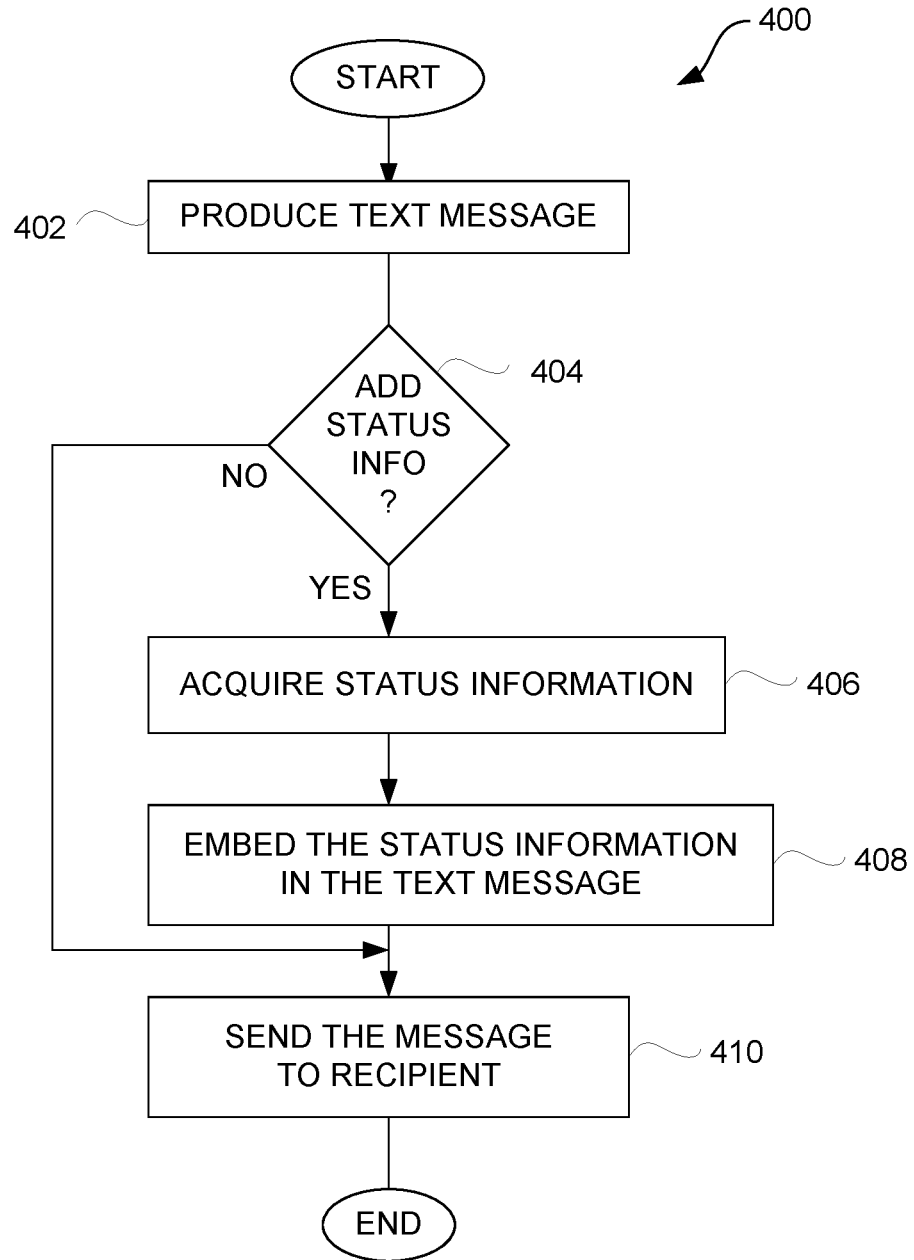 400
START
402
PRODUCE TEXT MESSAGE
404
ADD
STATUS
INFO
?
NO
YES
ACQUIRE STATUS INFORMATION
406
EMBED THE STATUS INFORMATION
IN THE TEXT MESSAGE
408
SEND THE MESSAGE
TO RECIPIENT
410
END